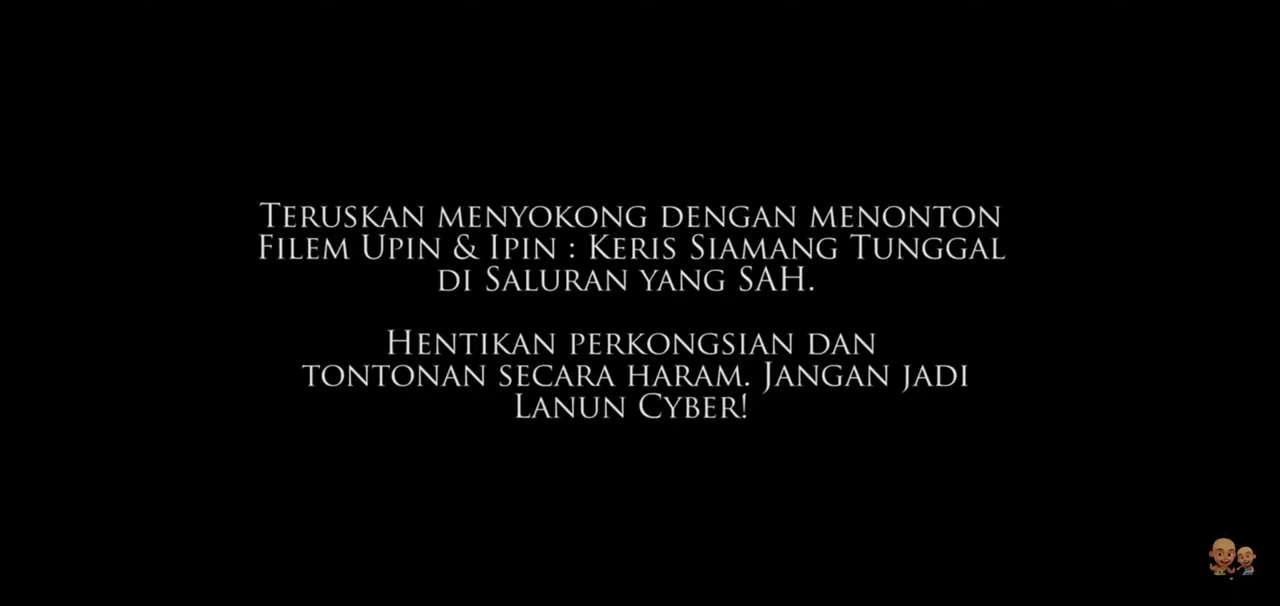 Teruskan menyokong dengan menonton
Filem Upin & Ipin : Keris Siamang Tunggal
di Saluran yang SAH.
Hentikan perkongsian dan
tontonan secara haram. Jangan jadi
Lanun Cyber!